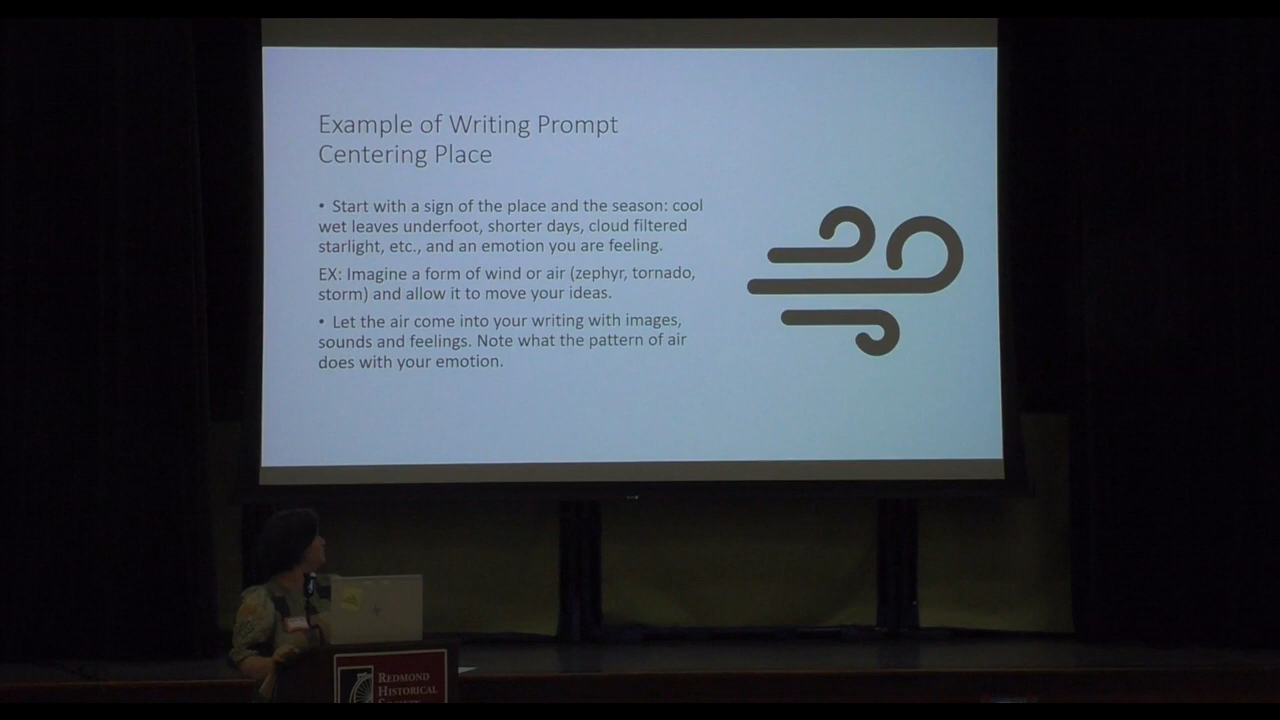 Example of Writing Prompt
Centering Place
• Start with a sign of the place and the season: cool
wet leaves underfoot, shorter days, cloud filtered
starlight, etc., and an emotion you are feeling.
EX: Imagine a form of wind or air (zephyr, tornado,
storm) and allow it to move your ideas.
• Let the air come into your writing with images,
sounds and feelings. Note what the pattern of air
does with your emotion.
REDMOND
HISTORICAL
SOCIETY